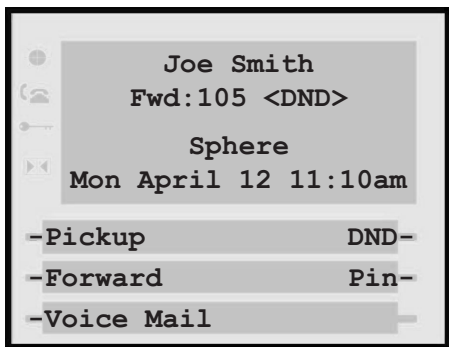 Joe Smith
Fwd:105 <DND>
Sphere
Mon April 12 11:10am
-Pickup DND-
-Forward Pin-
-Voice Mail